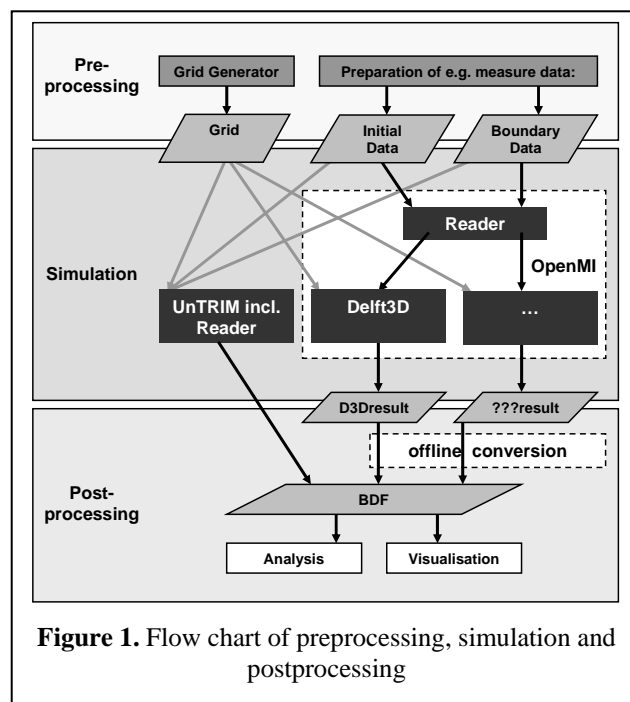 Pre-
processing
Grid Generator
Preparation of e.g. measure data:
Grid
Initial
Data
Boundary
Data
Simulation
Reader
OpenMI
UnTRIM incl.
Reader
Delft3D
…
D3Dresult
???result
Post-
processing
offline conversion
BDF
Analysis
Visualisation
Figure 1. Flow chart of preprocessing, simulation and
postprocessing